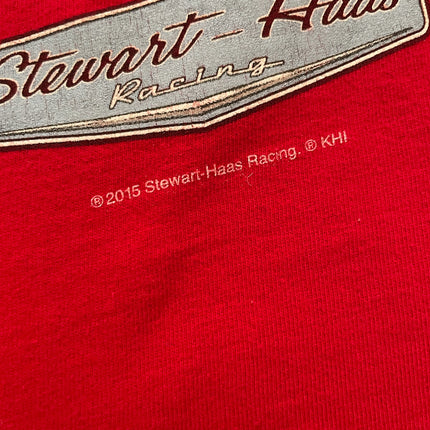 Stewart-Haas
Racing
® 2015 Stewart-Haas Racing. ® KHI